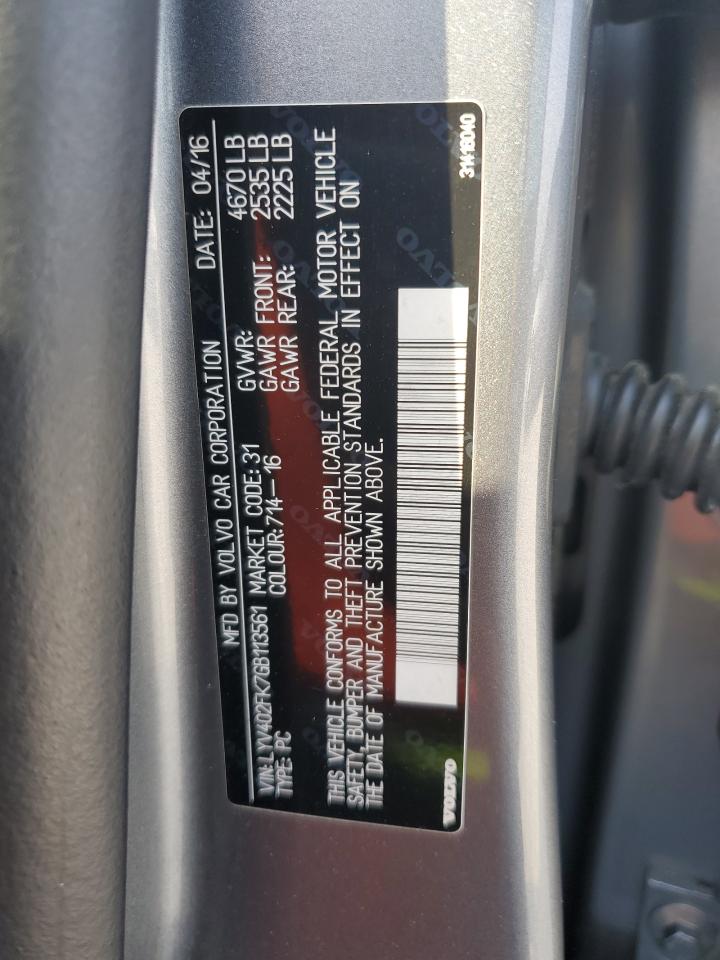 MFD BY VOLVO CAR CORPORATION DATE: 04/16
VIN: LYV402FK7GB113561 MARKET CODE: 31 GVWR: 4670 LB
TYPE: PC COLOUR: 714-16 GAWR FRONT: 2535 LB
GAWR REAR: 2225 LB
THIS VEHICLE CONFORMS TO ALL APPLICABLE FEDERAL MOTOR VEHICLE
SAFETY, BUMPER AND THEFT PREVENTION STANDARDS IN EFFECT ON
THE DATE OF MANUFACTURE SHOWN ABOVE.
VOLVO 31418040